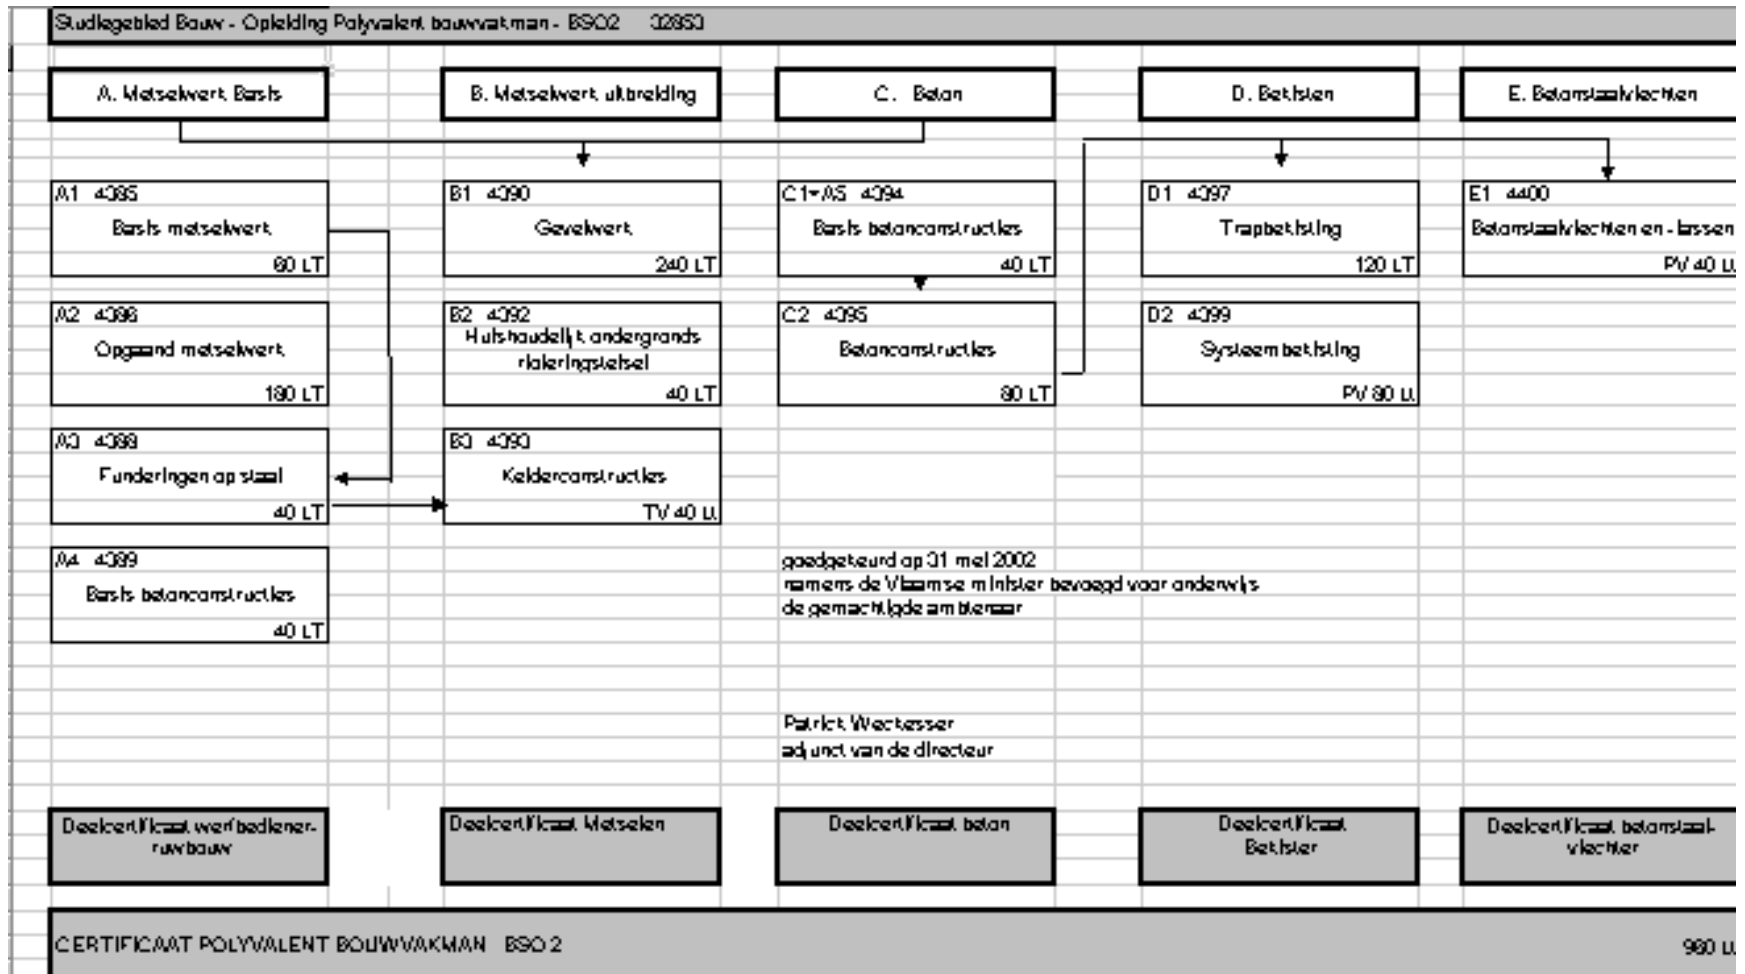 Studiegebied Bouw - Opleiding Polyvalent bouwvakman - BSO2 32853
A. Metselwerk Basis
B. Metselwerk uitbreiding
C. Beton
D. Bekisten
E. Betonstaalvlechten
A1 4385
Basis metselwerk
60 LT
B1 4390
Gevelwerk
240 LT
C1=A5 4394
Basis betonconstructies
40 LT
D1 4397
Trapbekisting
120 LT
E1 4400
Betonstaalvlechten en -lassen
PV 40 Lt
A2 4386
Opgaand metselwerk
180 LT
B2 4392
Huishoudelijk ondergronds
rioleringstelsel
40 LT
C2 4395
Betonconstructies
80 LT
D2 4399
Systeembekisting
PV 80 Lt
A3 4388
Funderingen op staal
40 LT
B3 4393
Kelderconstructies
TV 40 Lt
A4 4389
Basis betonconstructies
40 LT
goedgekeurd op 31 mei 2002
namens de Vlaamse minister bevoegd voor onderwijs
de gemachtigde ambtenaar
Patrick Weckesser
adjunct van de directeur
Deelcertificaat werfbediener-
ruwbouw
Deelcertificaat Metselen
Deelcertificaat beton
Deelcertificaat
Bekister
Deelcertificaat betonstaal-
vlechter
CERTIFICAAT POLYVALENT BOUWVAKMAN BSO 2
960 Lt